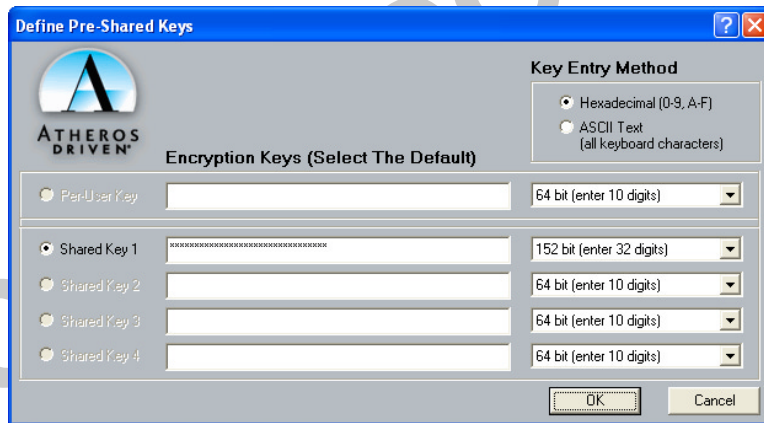 Define Pre-Shared Keys
Key Entry Method
Hexadecimal (0-9, A-F)
ASCII Text
(all keyboard characters)
ATHEROS
DRIVEN
Encryption Keys (Select The Default)
Per-User Key 64 bit (enter 10 digits)
Shared Key 1 ******************************** 152 bit (enter 32 digits)
Shared Key 2 64 bit (enter 10 digits)
Shared Key 3 64 bit (enter 10 digits)
Shared Key 4 64 bit (enter 10 digits)
OK Cancel